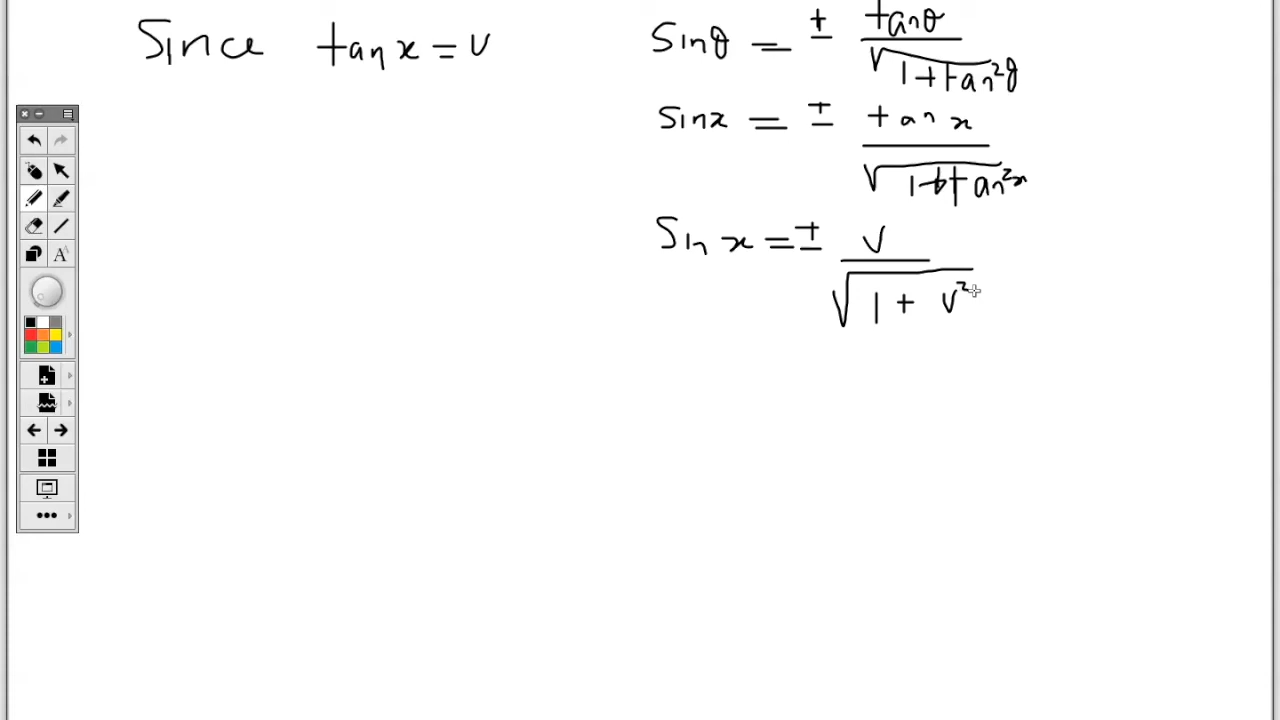 Since tan x = v
sinθ = ± tanθ / √(1 + tan²θ)
sinx = ± tan x / √(1 + tan²x)
Sin x = ± v / √(1 + v²)